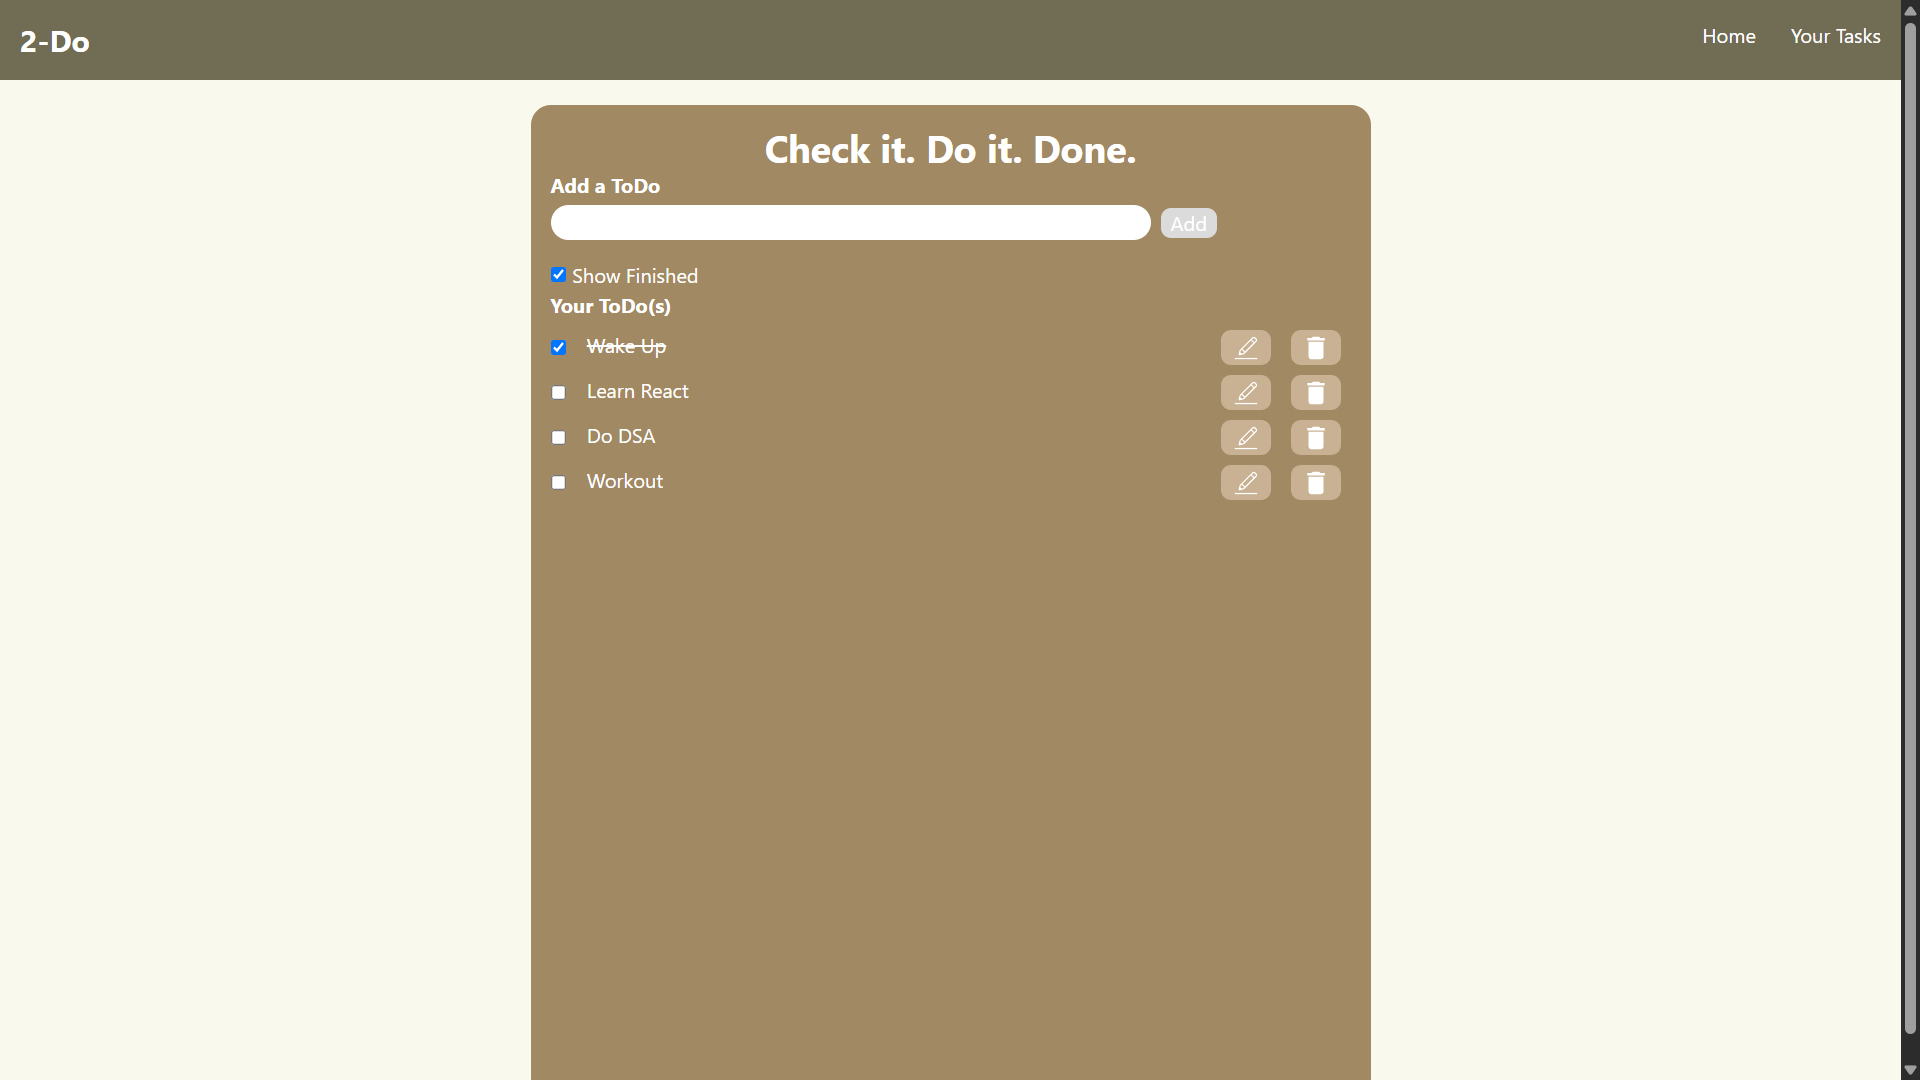 2-Do
Home Your Tasks
Check it. Do it. Done.
Add a ToDo
Add
Show Finished
Your ToDo(s)
Wake Up
Learn React
Do DSA
Workout